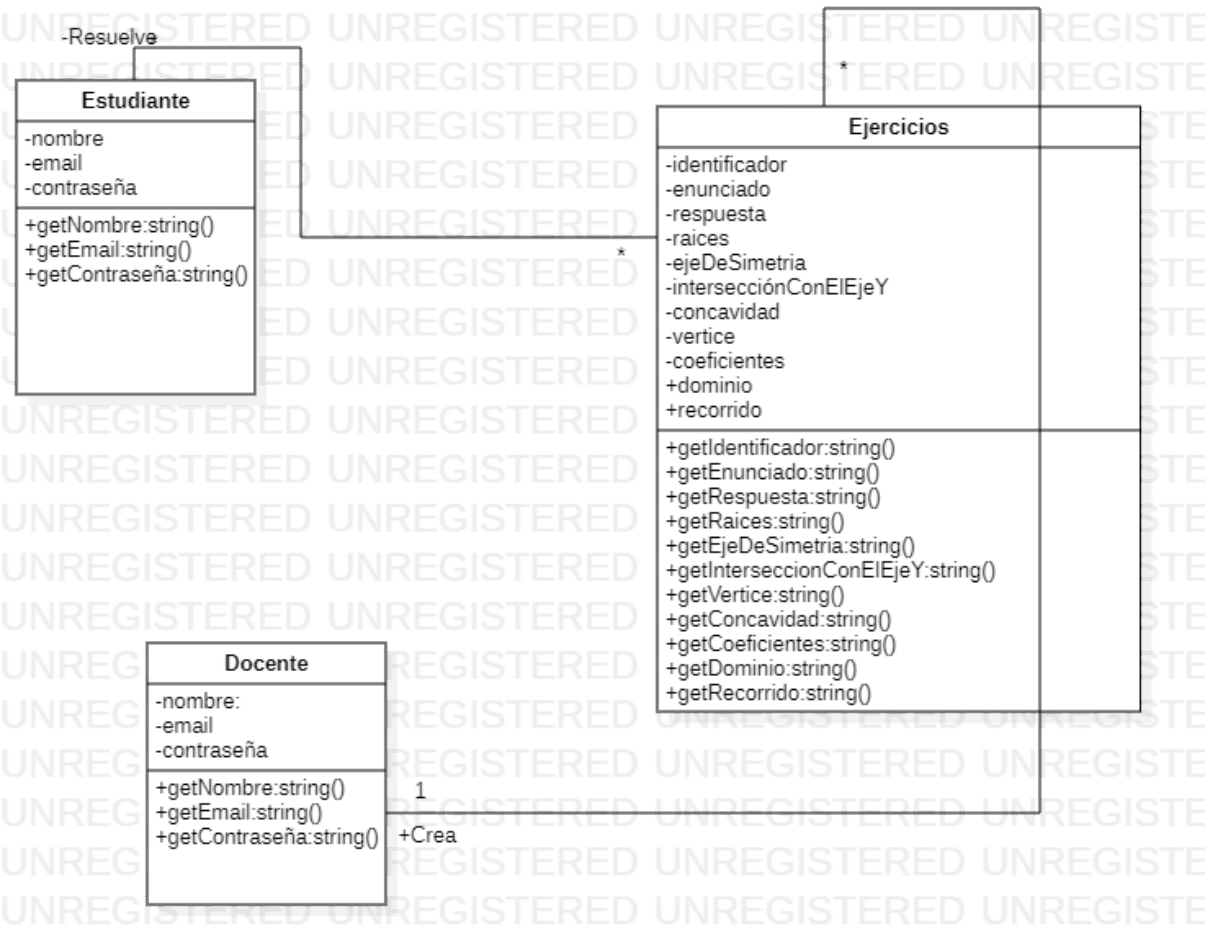 -Resuelve
*
Estudiante
-nombre
-email
-contraseña
+getNombre:string()
+getEmail:string()
+getContraseña:string()
*
*
Ejercicios
-identificador
-enunciado
-respuesta
-raices
-ejeDeSimetria
-intersecciónConElEjeY
-concavidad
-vertice
-coeficientes
+dominio
+recorrido
+getIdentificador:string()
+getEnunciado:string()
+getRespuesta:string()
+getRaices:string()
+getEjeDeSimetria:string()
+getInterseccionConElEjeY:string()
+getVertice:string()
+getConcavidad:string()
+getCoeficientes:string()
+getDominio:string()
+getRecorrido:string()
Docente
-nombre:
-email
-contraseña
+getNombre:string()
+getEmail:string()
+getContraseña:string()
1
+Crea
UNREGISTERED